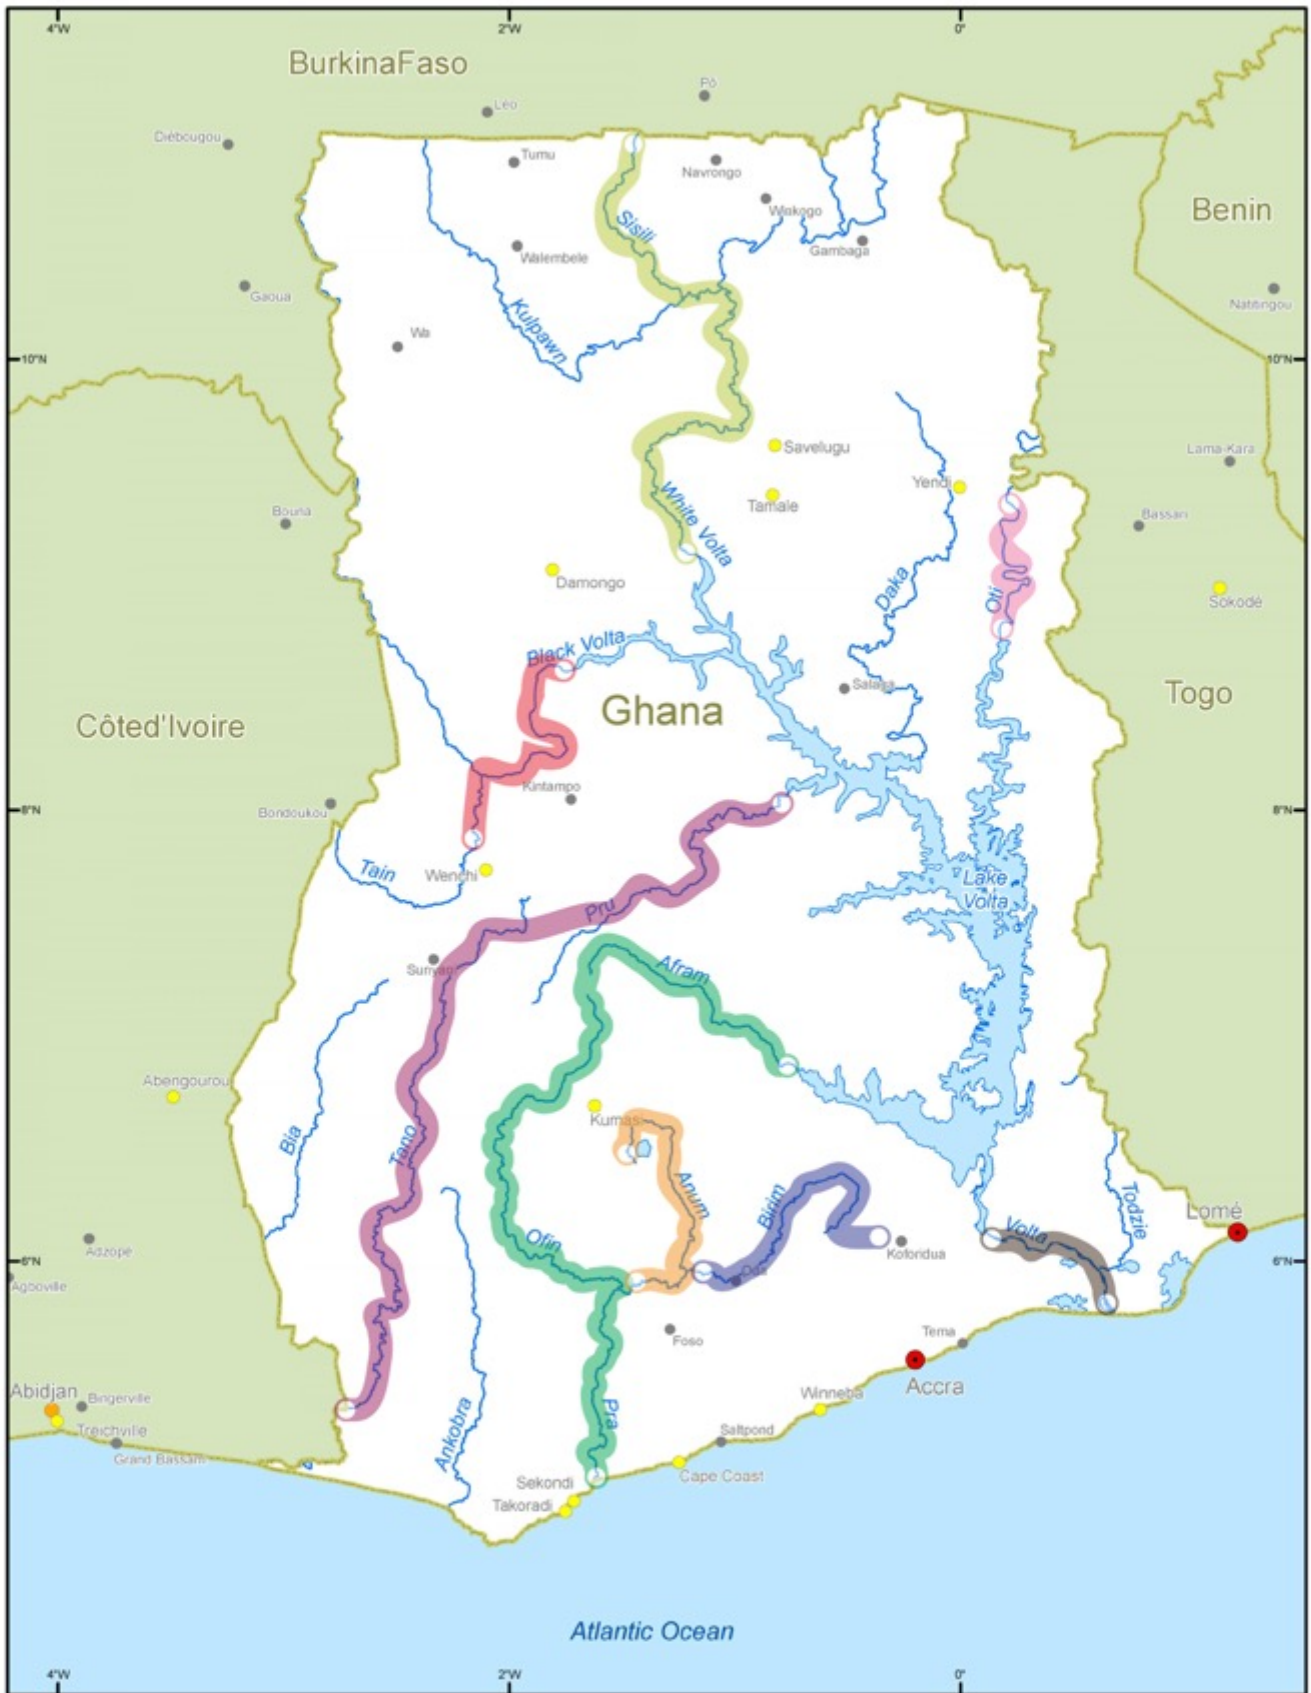 4°W
2°W
0°
BurkinaFaso
Pô
Léo
Diébougou
Tumu
Navrongo
Wiakogo
Benin
Sisili
Gambaga
Walembele
Gaoua
Natitingou
Kulpawn
Wa
10°N
10°N
Savelugu
Lama-Kara
Yendi
White Volta
Tamale
Bouna
Bassari
Damongo
Daka
Oti
Sokodé
Black Volta
Salaga
Ghana
Togo
Côted'Ivoire
Kintampo
8°N
Bondoukou
8°N
Tain
Wenchi
Lake
Volta
Pru
Sunyani
Afram
Abengourou
Kumasi
Bia
Tano
Anum
Birim
Todzie
Lomé
Ofin
Volta
Adzope
Koforidua
6°N
6°N
Oda
Agboville
Foso
Tema
Accra
Abidjan
Bingerville
Winneba
Treichville
Pra
Saltpond
Grand Bassam
Ankobra
Sekondi
Cape Coast
Takoradi
Atlantic Ocean
4°W
2°W
0°